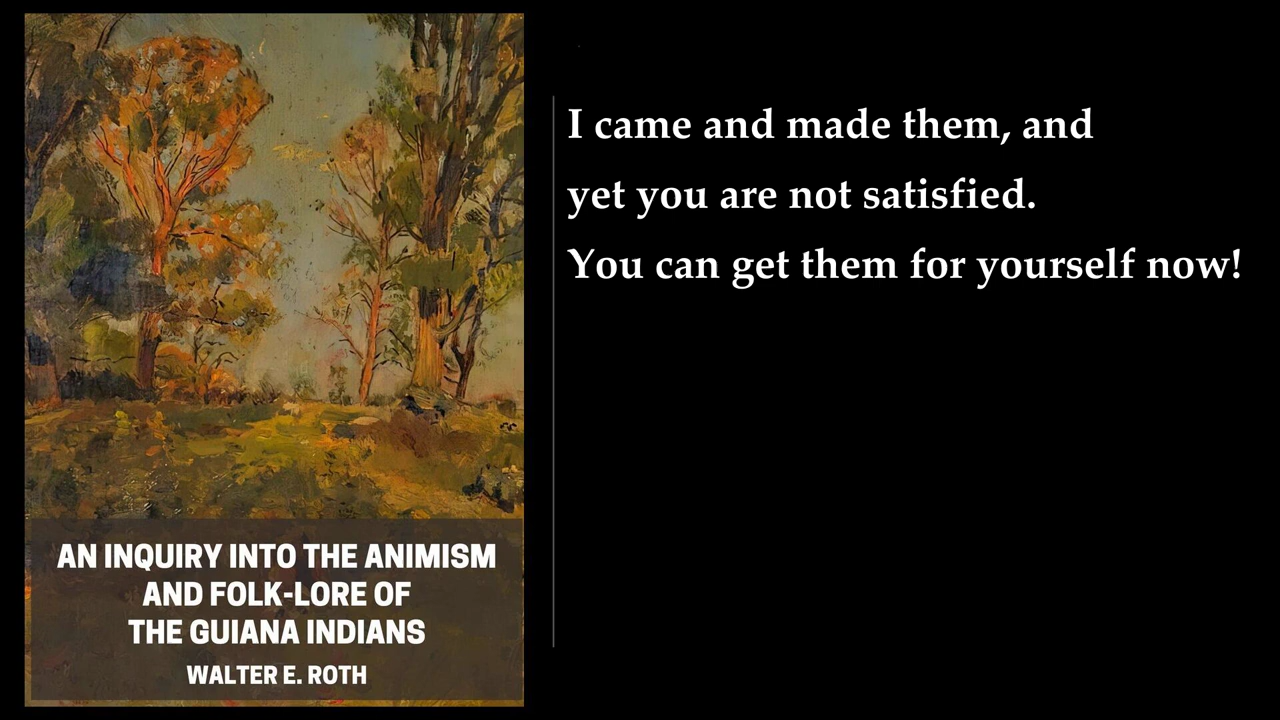 I came and made them, and
yet you are not satisfied.
You can get them for yourself now!
AN INQUIRY INTO THE ANIMISM
AND FOLK-LORE OF
THE GUIANA INDIANS
WALTER E. ROTH